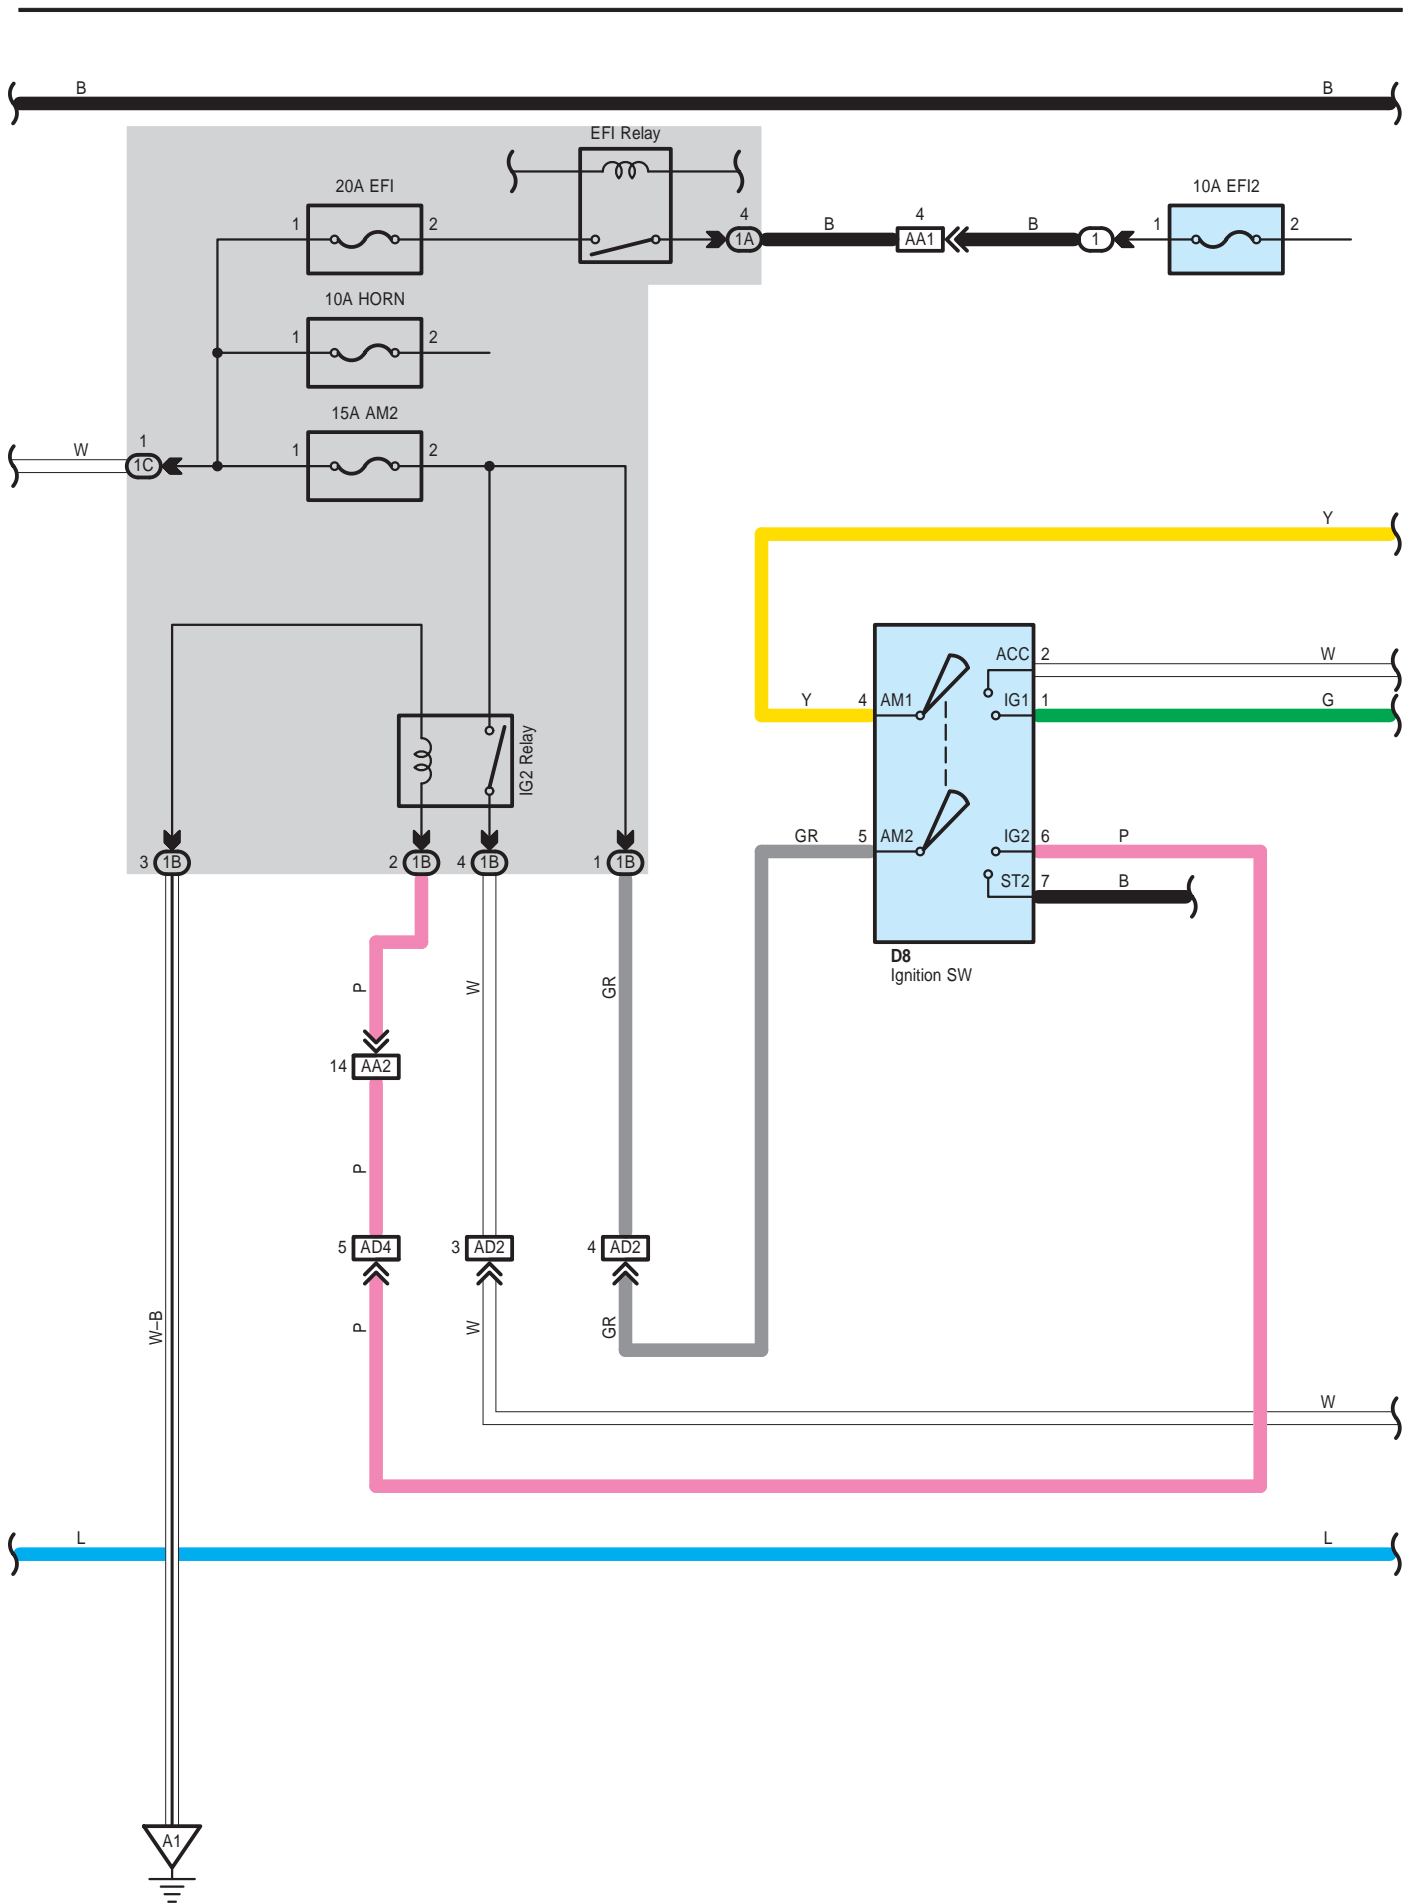 B B
EFI Relay
20A EFI
10A EFI2
1 2
4
1A
B
4
AA1
B
1
1 2
10A HORN
1 2
15A AM2
W
1
1C
1 2
Y
ACC 2 W
Y 4 AM1 IG1 1 G
IG2 Relay
GR 5 AM2 IG2 6 P
3 1B 2 1B 4 1B 1 1B
ST2 7 B
D8
Ignition SW
P W GR
14 AA2
P
5 AD4 3 AD2 4 AD2
W–B P W GR
W
L L
A1